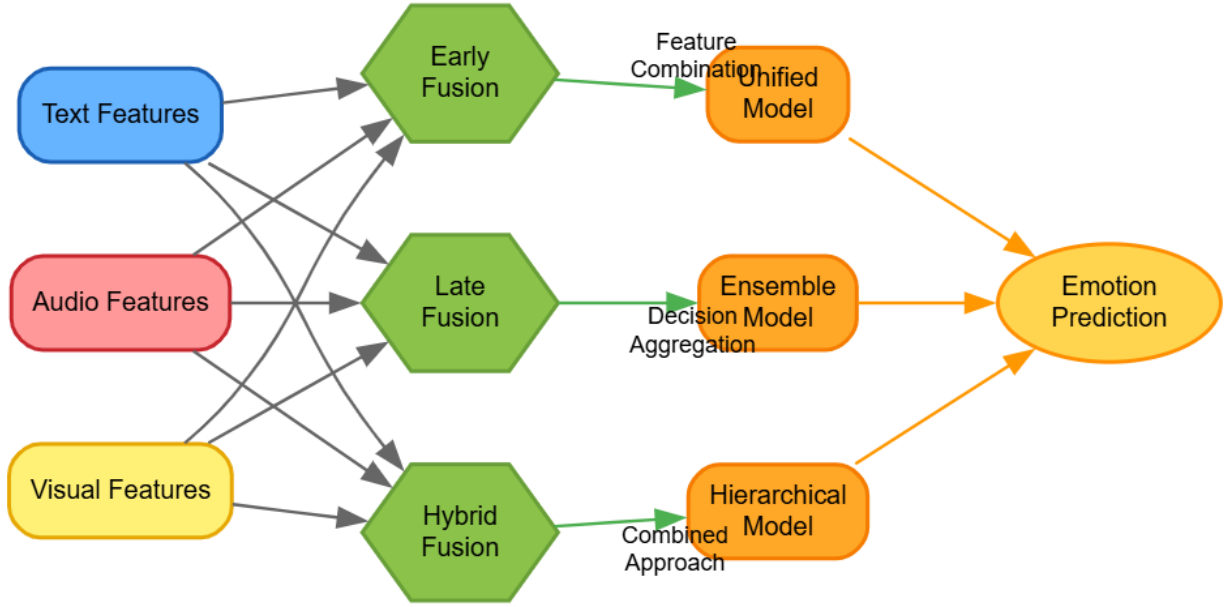 Text Features
Audio Features
Visual Features
Early
Fusion
Late
Fusion
Hybrid
Fusion
Feature
Combination
Decision
Aggregation
Combined
Approach
Unified
Model
Ensemble
Model
Hierarchical
Model
Emotion
Prediction